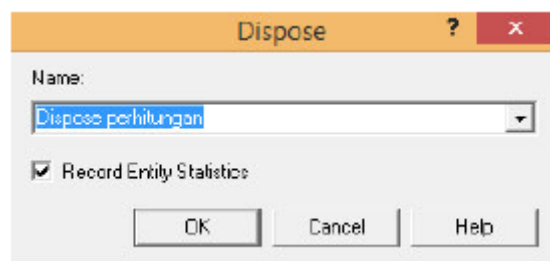 Dispose ? x
Name:
Dispose perhitungan
Record Entity Statistics
OK Cancel Help